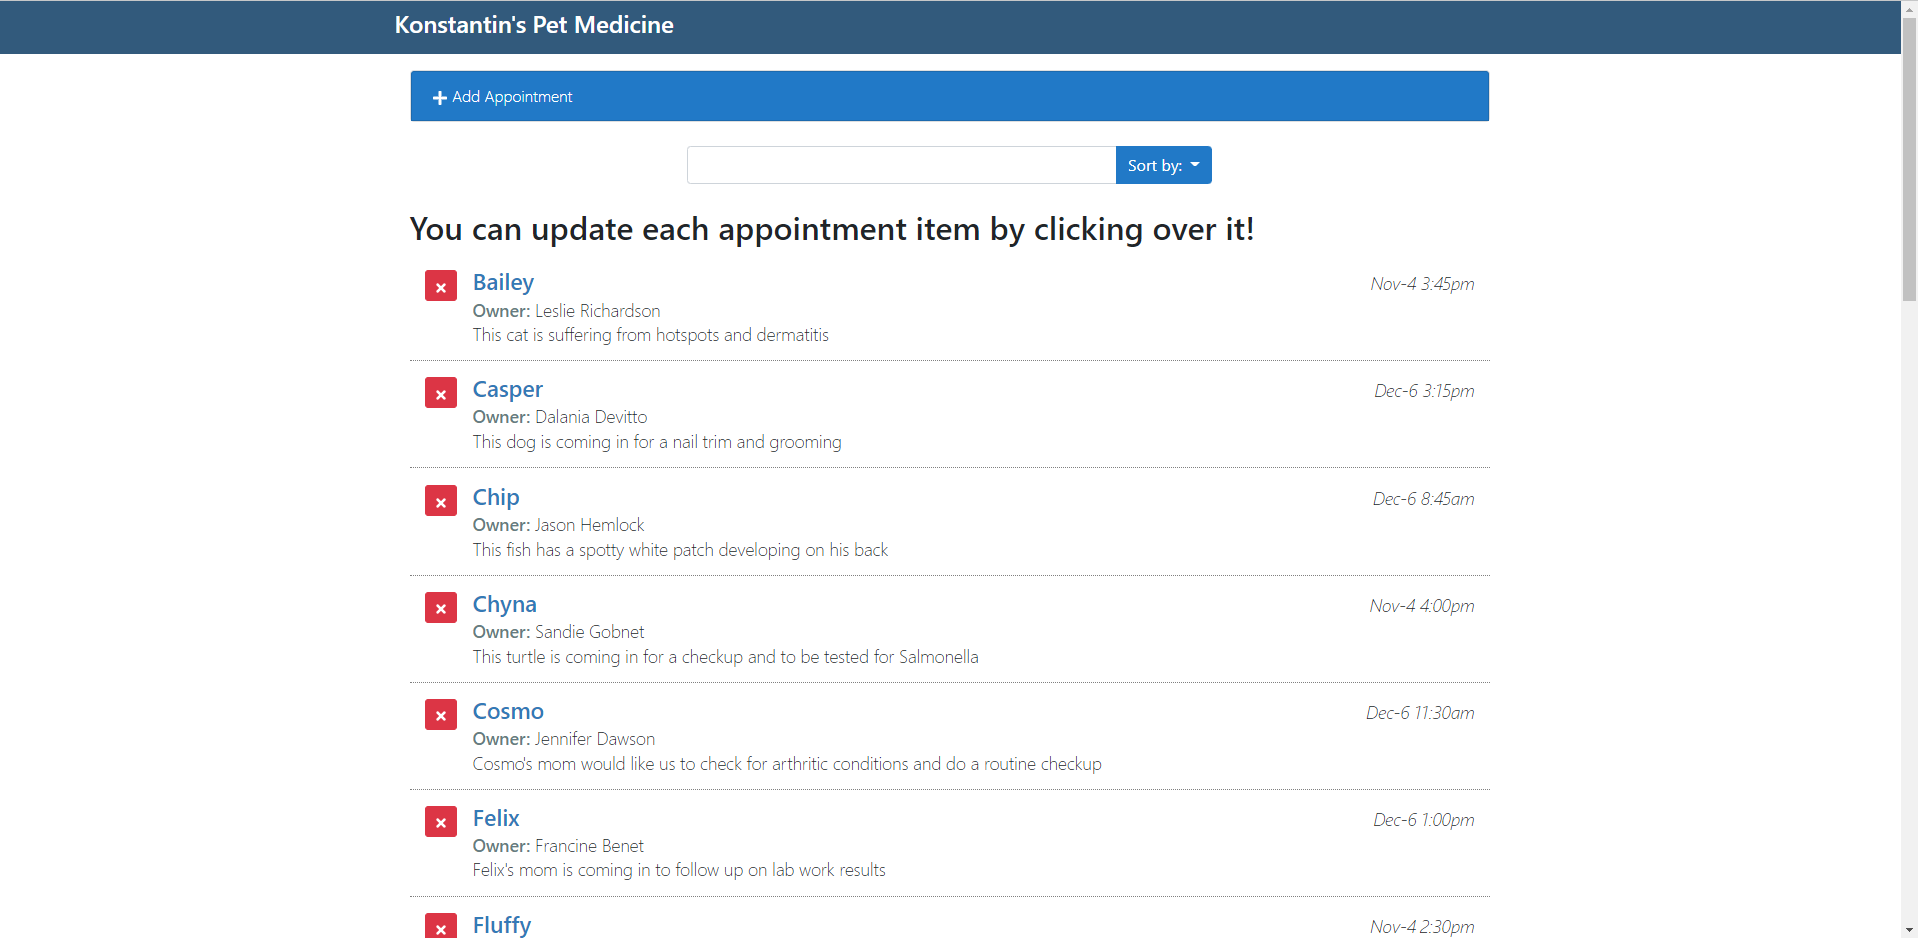 Konstantin's Pet Medicine
Add Appointment
Sort by:
You can update each appointment item by clicking over it!
Bailey
Nov-4 3:45pm
Owner: Leslie Richardson
This cat is suffering from hotspots and dermatitis
Casper
Dec-6 3:15pm
Owner: Dalania Devitto
This dog is coming in for a nail trim and grooming
Chip
Dec-6 8:45am
Owner: Jason Hemlock
This fish has a spotty white patch developing on his back
Chyna
Nov-4 4:00pm
Owner: Sandie Gobnet
This turtle is coming in for a checkup and to be tested for Salmonella
Cosmo
Dec-6 11:30am
Owner: Jennifer Dawson
Cosmo's mom would like us to check for arthritic conditions and do a routine checkup
Felix
Dec-6 1:00pm
Owner: Francine Benet
Felix's mom is coming in to follow up on lab work results
Fluffy
Nov-4 2:30pm